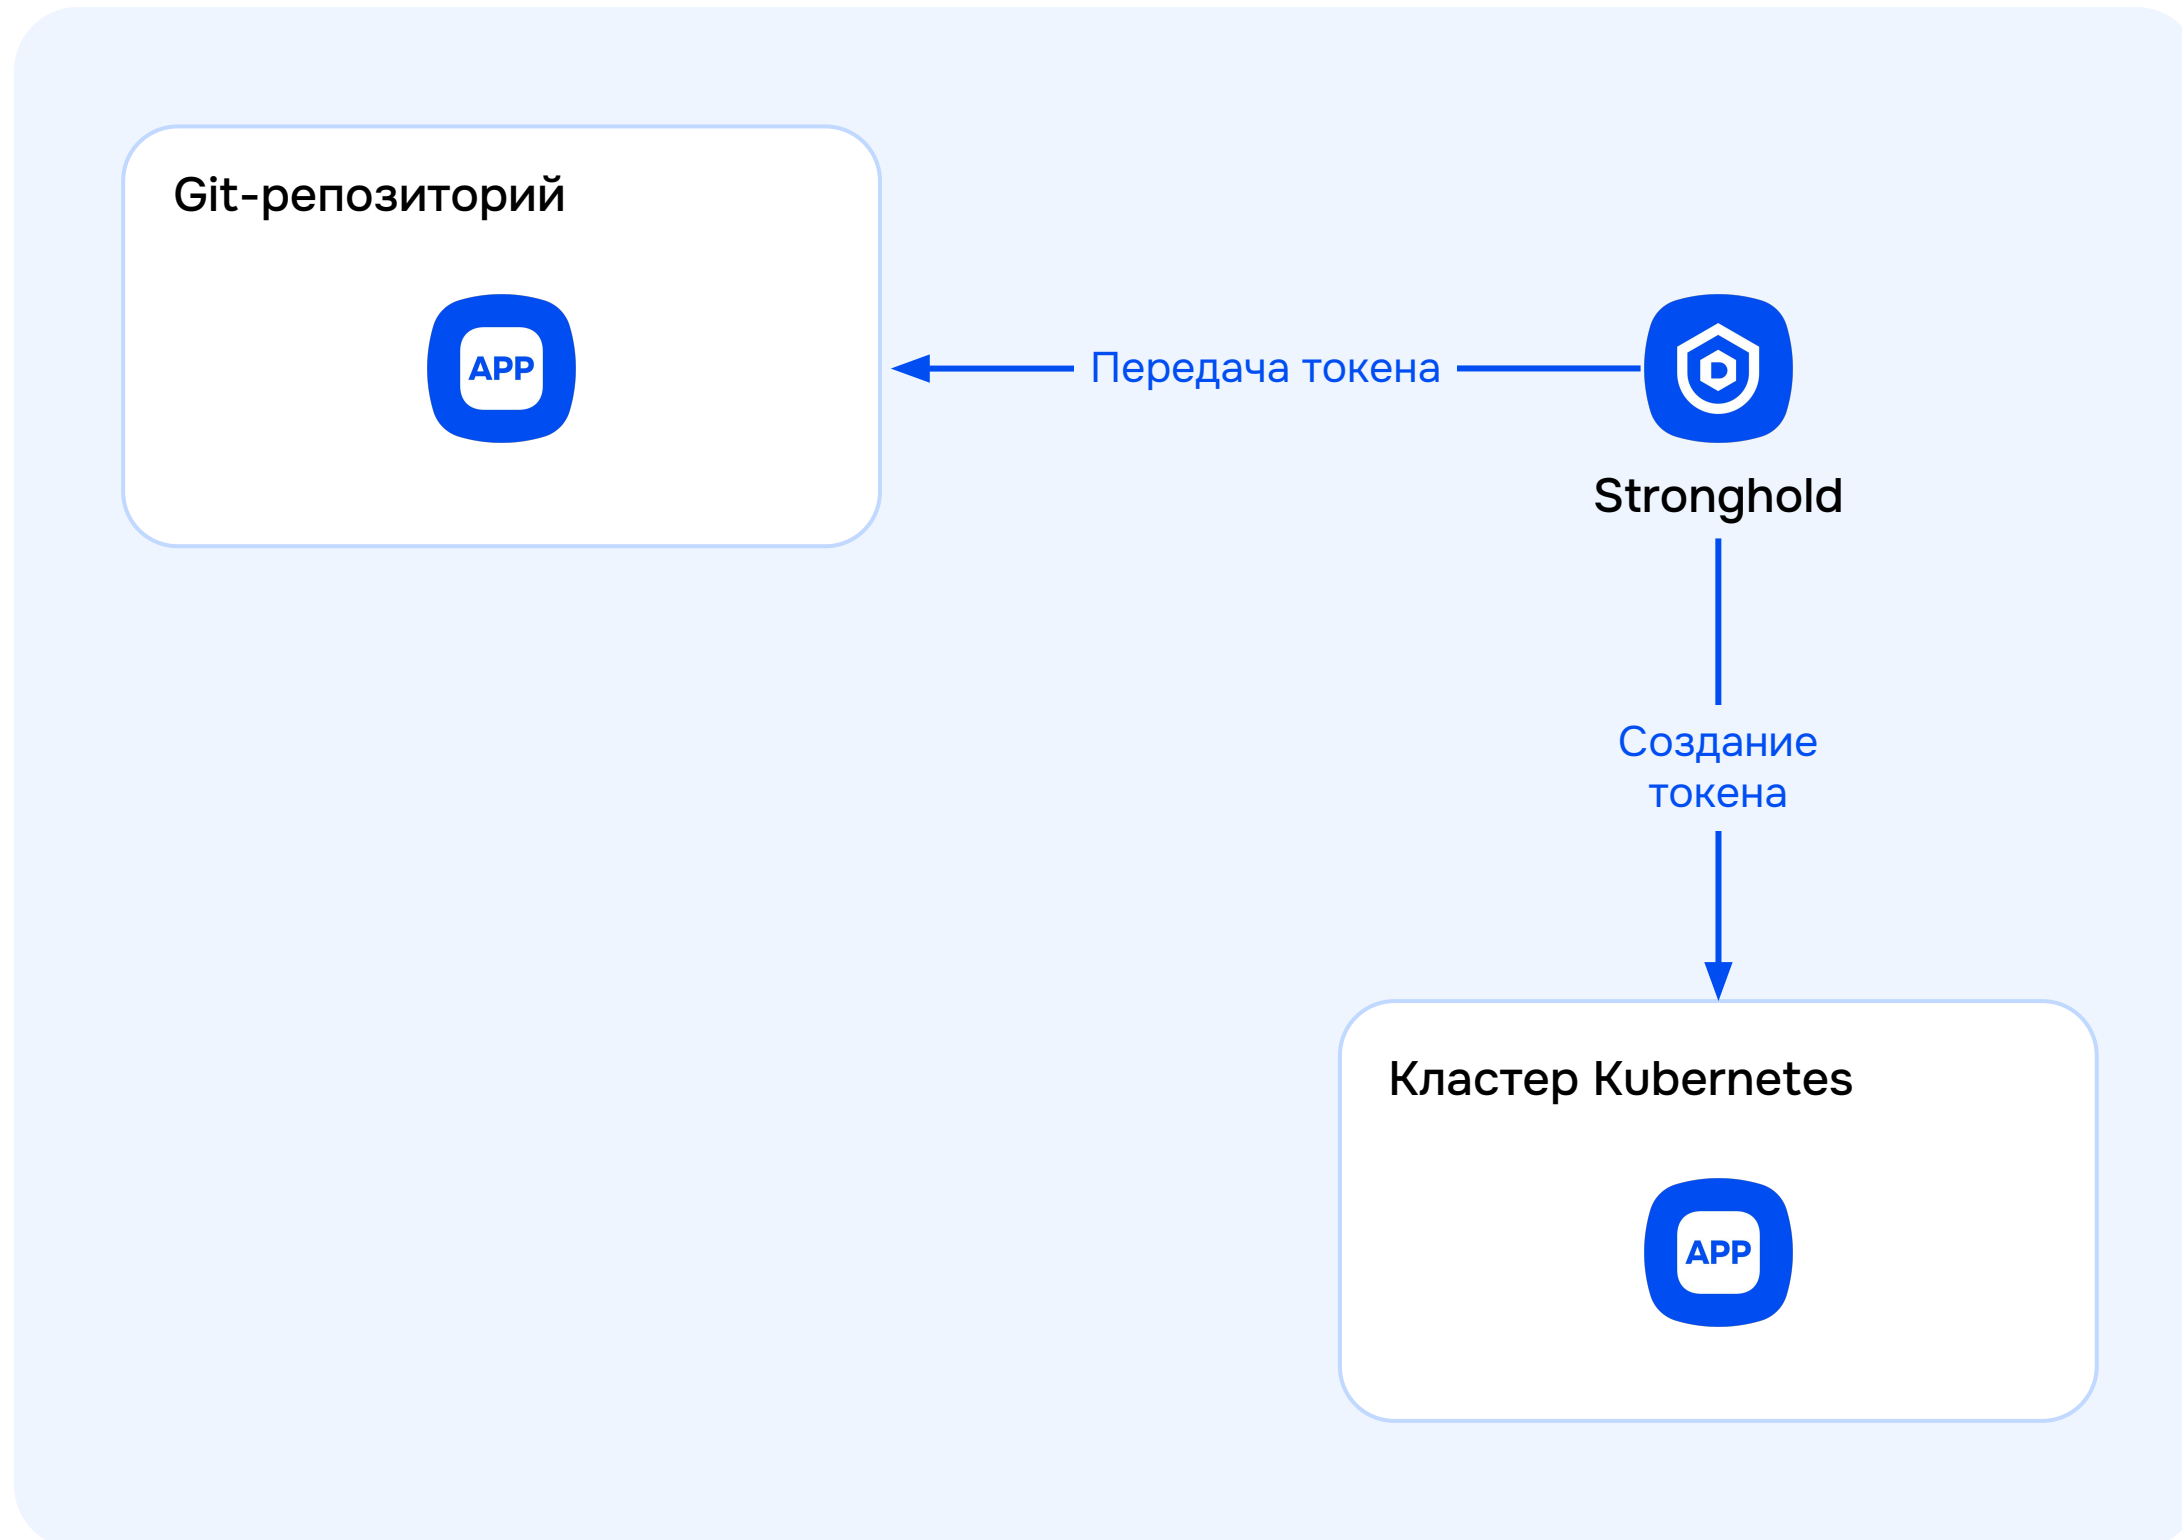 Git-репозиторий
APP
Передача токена
Stronghold
Создание
токена
Кластер Kubernetes
APP